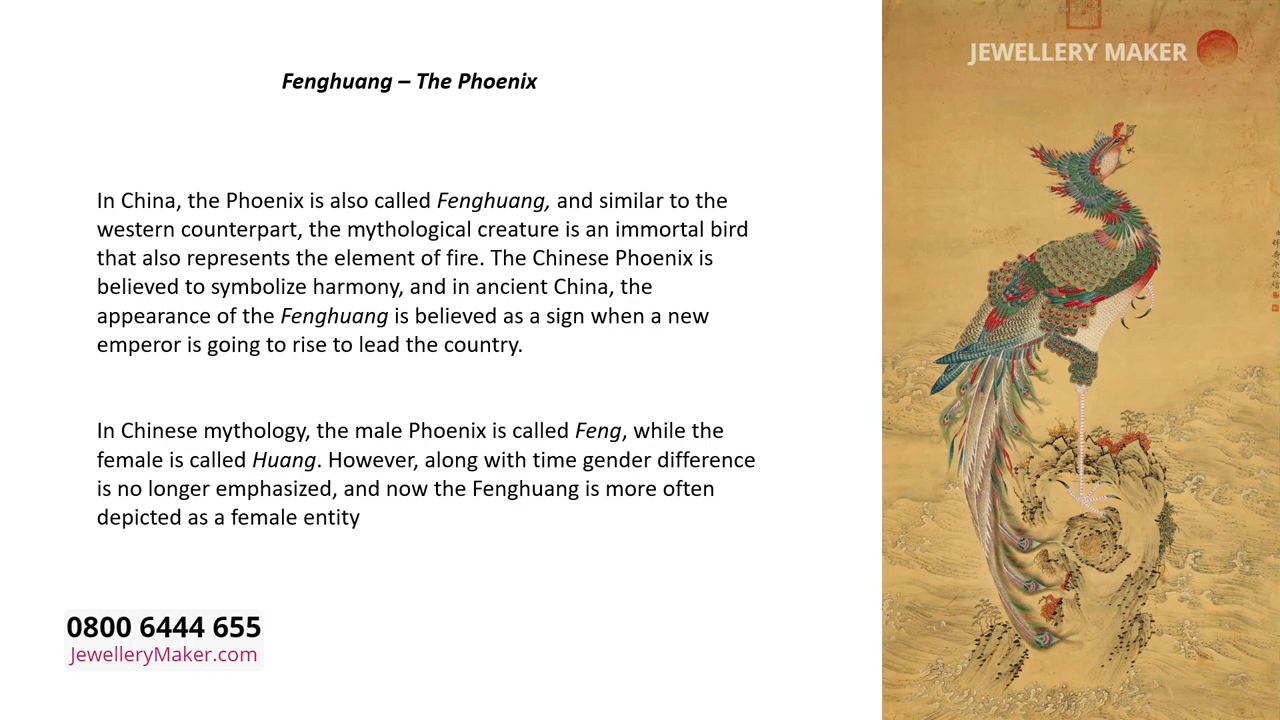 Fenghuang – The Phoenix
JEWELLERY MAKER
In China, the Phoenix is also called Fenghuang, and similar to the
western counterpart, the mythological creature is an immortal bird
that also represents the element of fire. The Chinese Phoenix is
believed to symbolize harmony, and in ancient China, the
appearance of the Fenghuang is believed as a sign when a new
emperor is going to rise to lead the country.
In Chinese mythology, the male Phoenix is called Feng, while the
female is called Huang. However, along with time gender difference
is no longer emphasized, and now the Fenghuang is more often
depicted as a female entity
0800 6444 655
JewelleryMaker.com